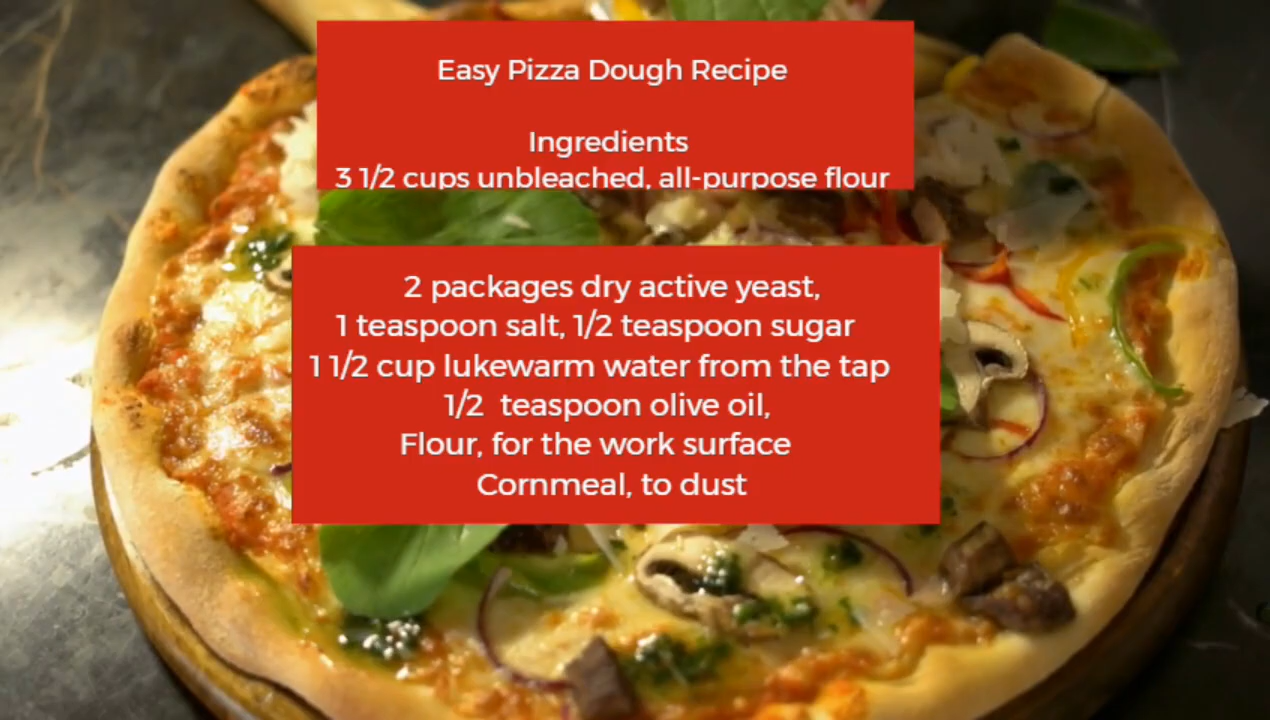 Easy Pizza Dough Recipe
Ingredients
3 1/2 cups unbleached, all-purpose flour
2 packages dry active yeast,
1 teaspoon salt, 1/2 teaspoon sugar
1 1/2 cup lukewarm water from the tap
1/2 teaspoon olive oil,
Flour, for the work surface
Cornmeal, to dust